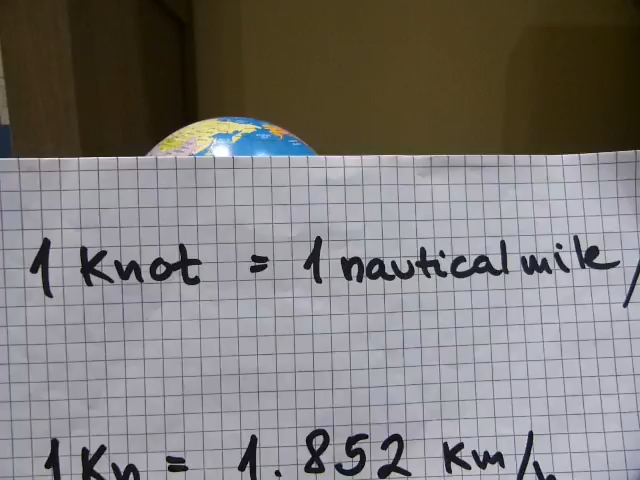 1 Knot = 1 nautical mile /
1 Kn = 1.852 Km/h